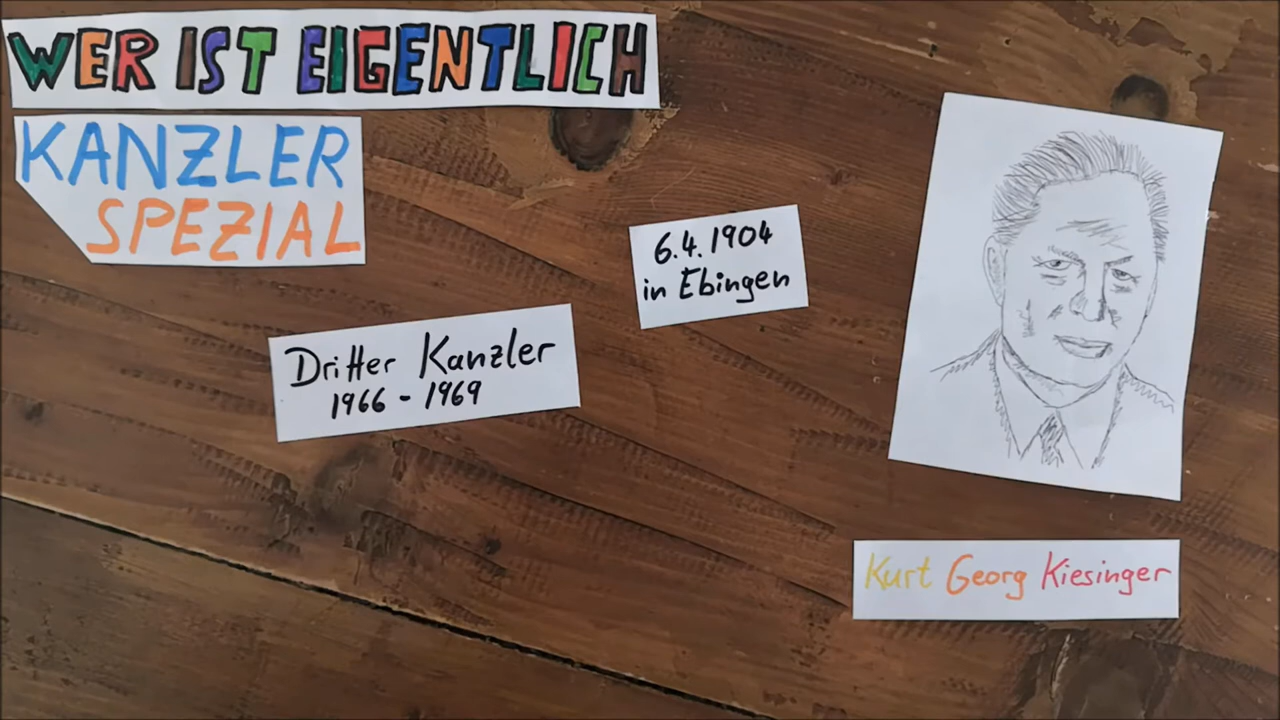 WER IST EIGENTLICH
KANZLER
SPEZIAL
6.4.1904
in Ebingen
Dritter Kanzler
1966 - 1969
Kurt Georg Kiesinger